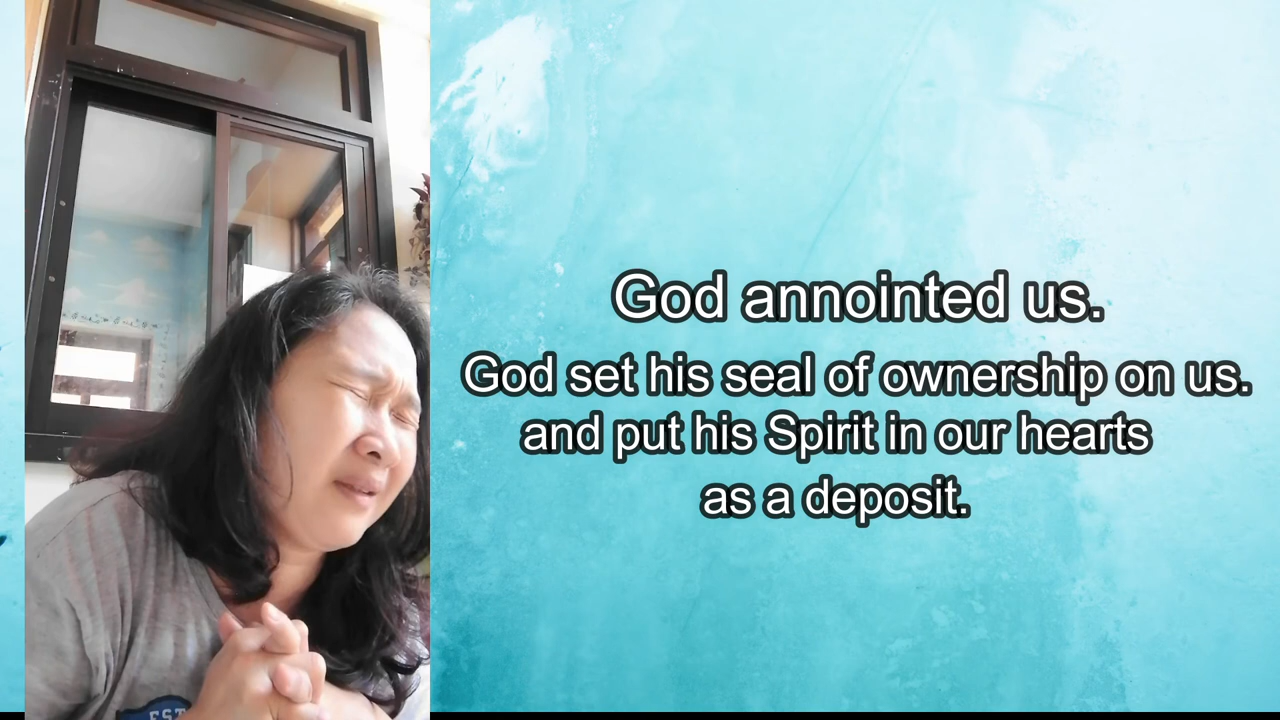 God annointed us.
God set his seal of ownership on us.
and put his Spirit in our hearts
as a deposit.
EST